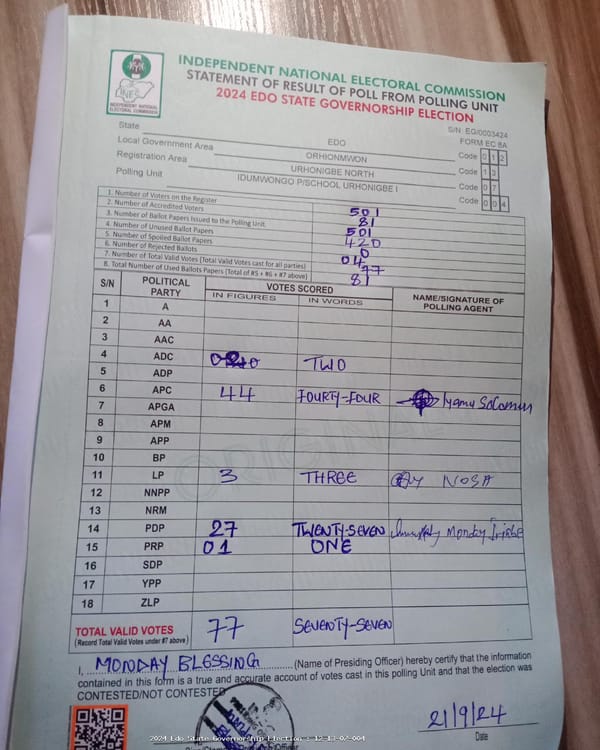 INDEPENDENT NATIONAL ELECTORAL COMMISSION
STATEMENT OF RESULT OF POLL FROM POLLING UNIT
2024 EDO STATE GOVERNORSHIP ELECTION
INEC
INDEPENDENT NATIONAL ELECTORAL COMMISSION
S/N: EG/0003424
FORM EC 8A
State EDO Code 0 1 2
Local Government Area ORHIONMWON Code 1 3
Registration Area URHONIGBE NORTH Code 0 7
Polling Unit IDUMWONGO P/SCHOOL URHONIGBE I Code 0 0 4
1. Number of Voters on the Register 501
2. Number of Accredited Voters 81
3. Number of Ballot Papers Issued to the Polling Unit 501
4. Number of Unused Ballot Papers 420
5. Number of Spoiled Ballot Papers 0
6. Number of Rejected Ballots 04
7. Number of Total Valid Votes (Total Valid Votes cast for all parties) 77
8. Total Number of Used Ballots Papers (Total of #5 + #6 + #7 above) 81
S/N POLITICAL PARTY VOTES SCORED NAME/SIGNATURE OF POLLING AGENT
IN FIGURES IN WORDS
1 A
2 AA
3 AAC
4 ADC TWO
5 ADP
6 APC 44 FOURTY-FOUR Iyamu Solomon
7 APGA
8 APM
9 APP
10 BP
11 LP 3 THREE NOSA
12 NNPP
13 NRM
14 PDP 27 TWENTY-SEVEN Monday
15 PRP 01 ONE
16 SDP
17 YPP
18 ZLP
ORIGINAL
TOTAL VALID VOTES 77 SEVENTY-SEVEN
(Record Total Valid Votes under #7 above)
I, MONDAY BLESSING (Name of Presiding Officer) hereby certify that the information
contained in this form is a true and accurate account of votes cast in this polling Unit and that the election was
CONTESTED/NOT CONTESTED
21/9/24
Date
2024 Edo State Governorship Election - 12-13-07-004